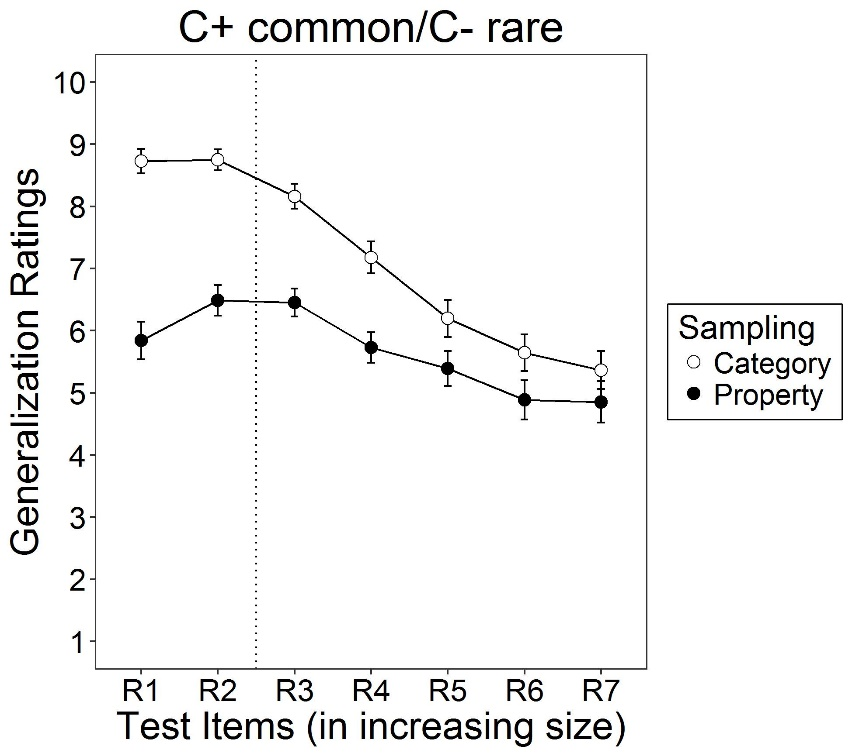 C+ common/C- rare
Generalization Ratings
10
9
8
7
6
5
4
3
2
1
R1 R2 R3 R4 R5 R6 R7
Test Items (in increasing size)
Sampling
Category
Property